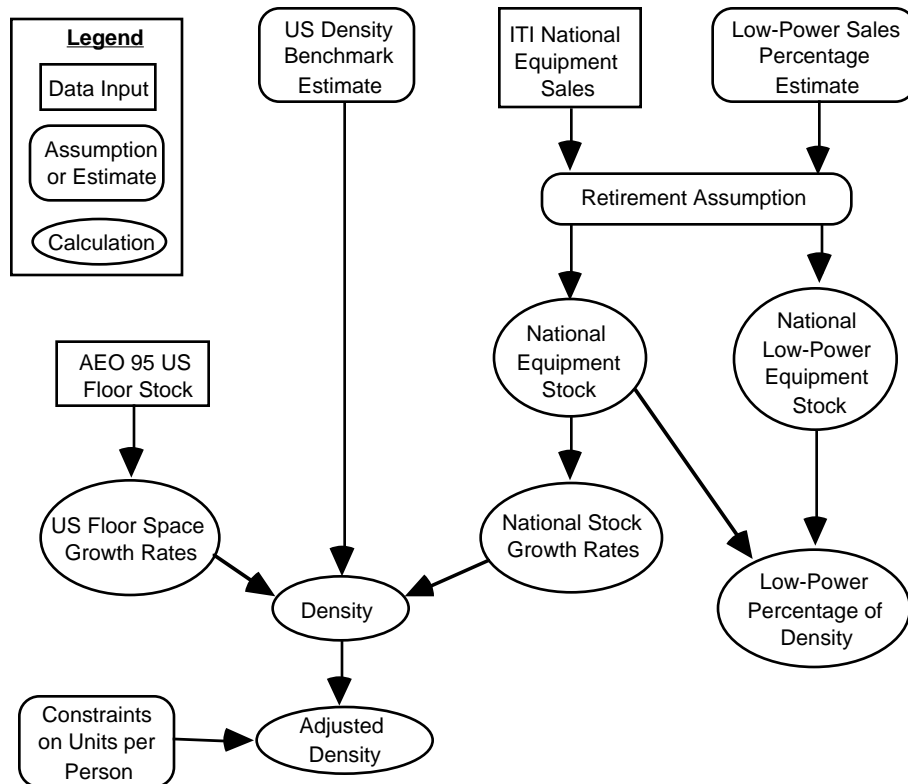 Legend
Data Input
Assumption
or Estimate
Calculation
US Density
Benchmark
Estimate
ITI National
Equipment
Sales
Low-Power Sales
Percentage
Estimate
Retirement Assumption
AEO 95 US
Floor Stock
National
Equipment
Stock
National
Low-Power
Equipment
Stock
US Floor Space
Growth Rates
National Stock
Growth Rates
Density
Low-Power
Percentage of
Density
Constraints
on Units per
Person
Adjusted
Density